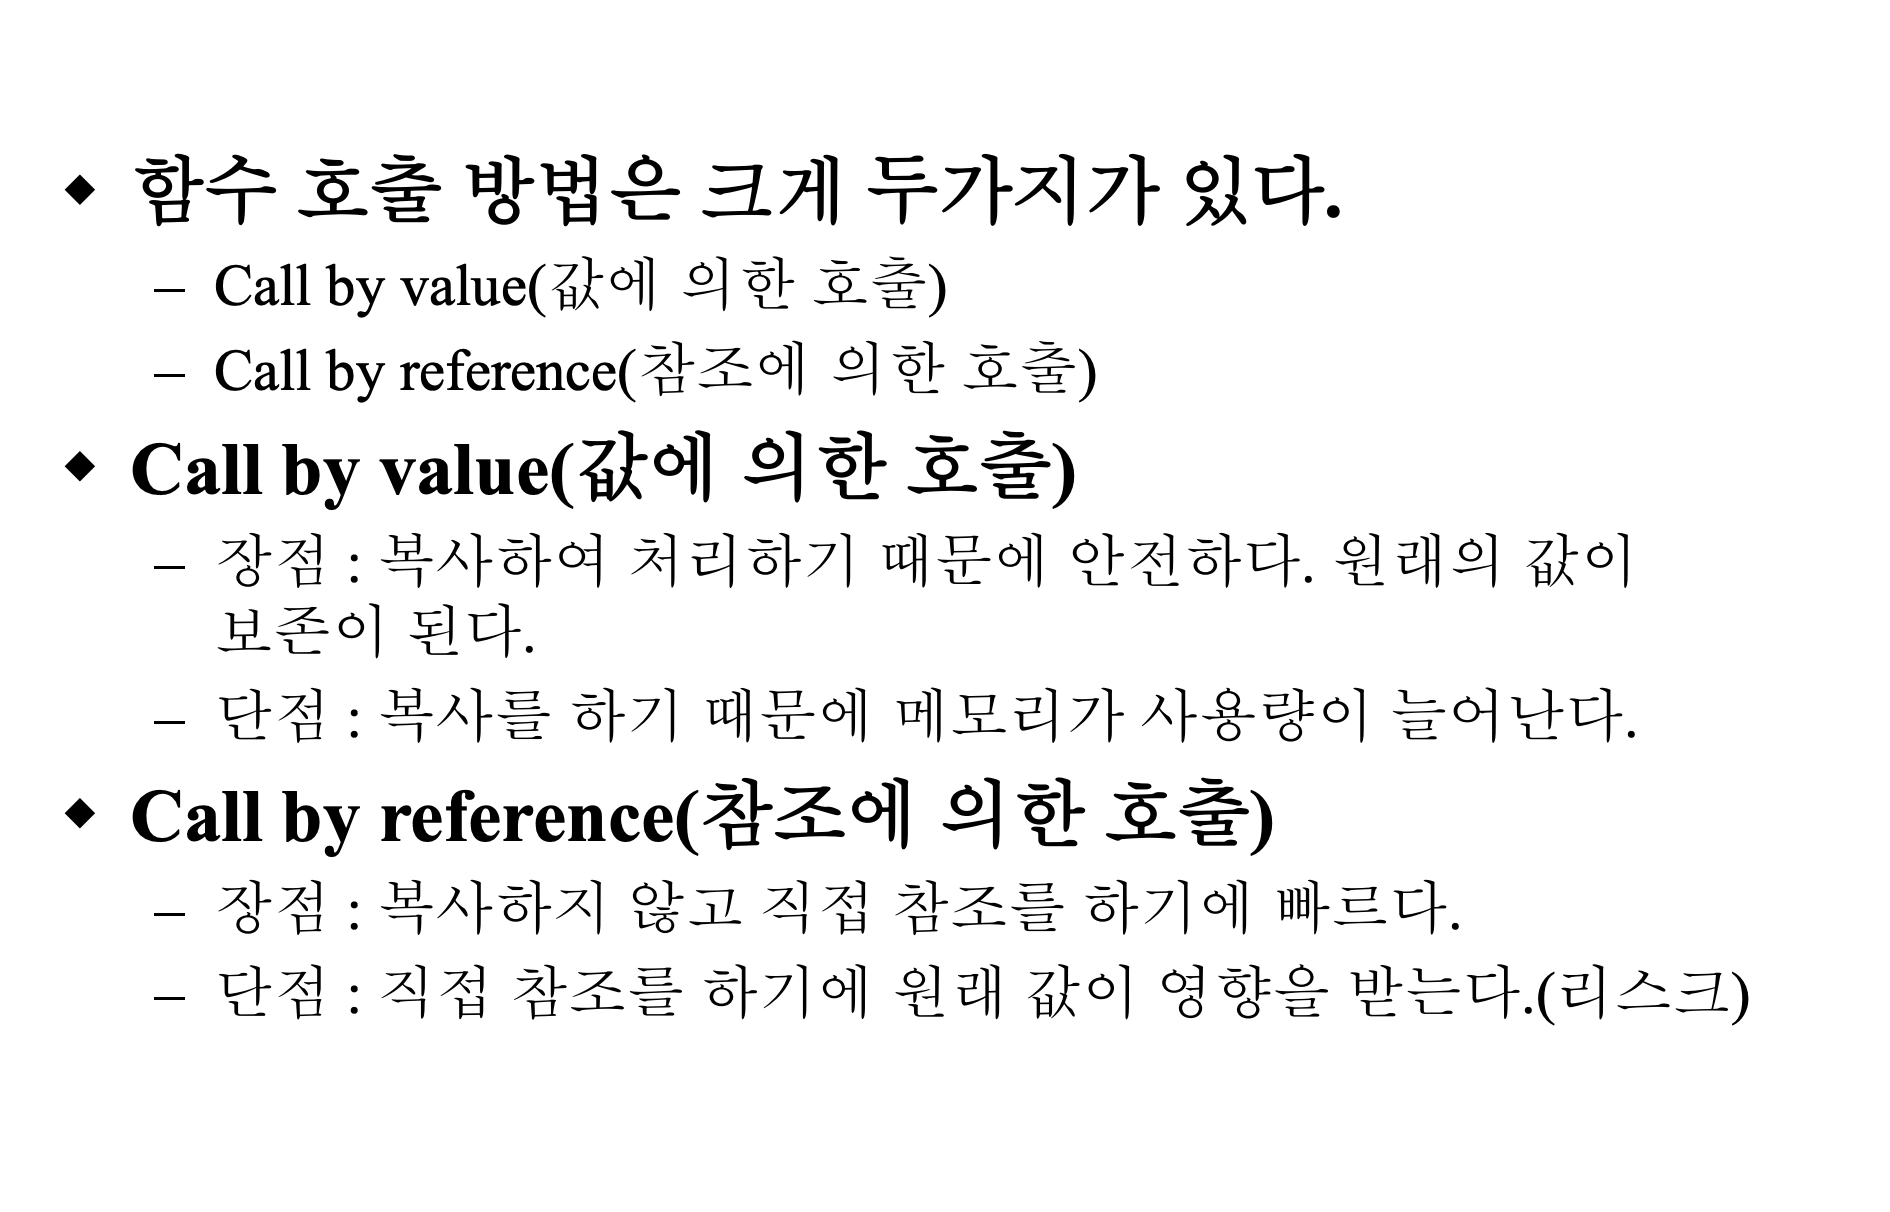 ◆ 함수 호출 방법은 크게 두가지가 있다.
– Call by value(값에 의한 호출)
– Call by reference(참조에 의한 호출)
◆ Call by value(값에 의한 호출)
– 장점 : 복사하여 처리하기 때문에 안전하다. 원래의 값이
보존이 된다.
– 단점 : 복사를 하기 때문에 메모리가 사용량이 늘어난다.
◆ Call by reference(참조에 의한 호출)
– 장점 : 복사하지 않고 직접 참조를 하기에 빠르다.
– 단점 : 직접 참조를 하기에 원래 값이 영향을 받는다.(리스크)